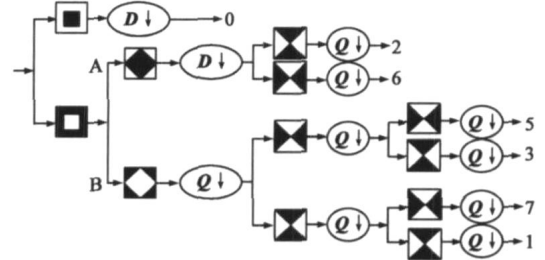 D ↓ 0
A D ↓ Q ↓ 2
Q ↓ 6
Q ↓ Q ↓ 5
Q ↓ 3
B Q ↓
Q ↓ Q ↓ 7
Q ↓ 1